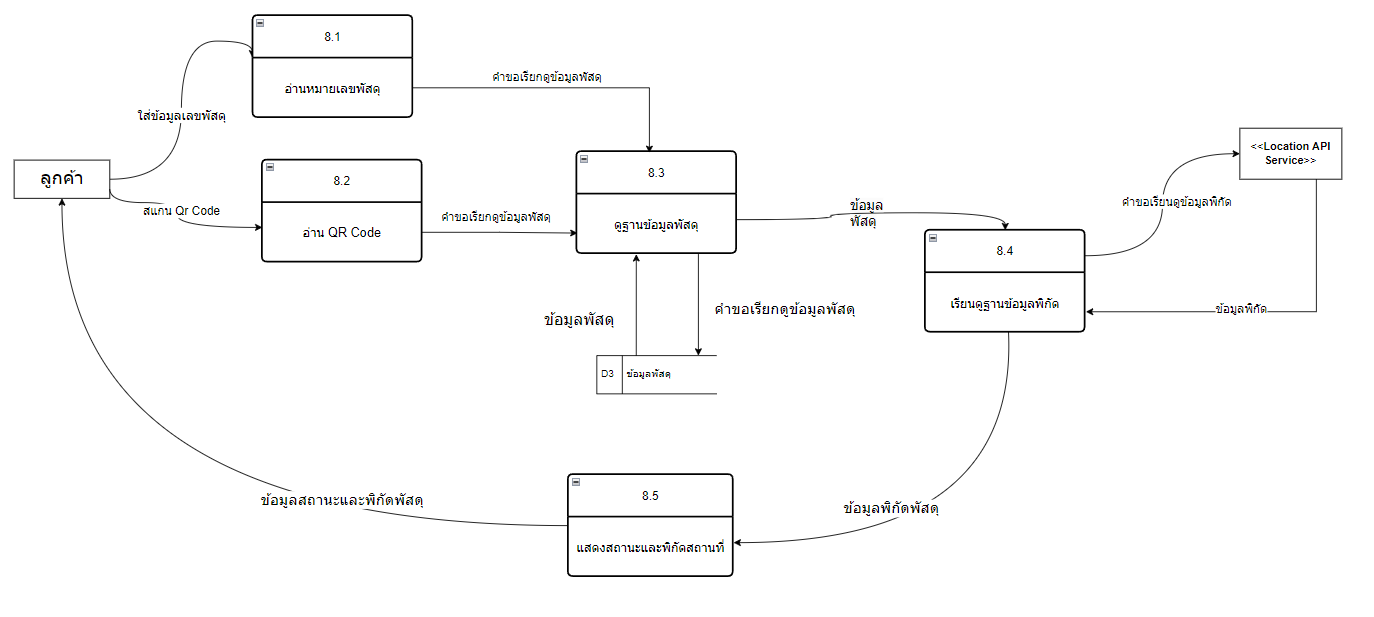 8.1
อ่านหมายเลขพัสดุ
คำขอเรียกดูข้อมูลพัสดุ
ใส่ข้อมูลเลขพัสดุ
ลูกค้า
สแกน Qr Code
8.2
อ่าน QR Code
คำขอเรียกดูข้อมูลพัสดุ
8.3
ดูฐานข้อมูลพัสดุ
ข้อมูล
พัสดุ
<<Location API
Service>>
คำขอเรียนดูข้อมูลพิกัด
8.4
เรียนดูฐานข้อมูลพิกัด
ข้อมูลพิกัด
ข้อมูลพัสดุ
คำขอเรียกดูข้อมูลพัสดุ
D3 ข้อมูลพัสดุ
ข้อมูลสถานะและพิกัดพัสดุ
8.5
แสดงสถานะและพิกัดสถานที่
ข้อมูลพิกัดพัสดุ